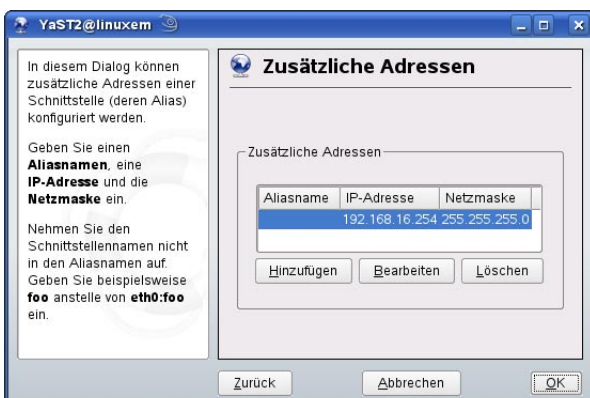 YaST2@linuxem
In diesem Dialog können
zusätzliche Adressen einer
Schnittstelle (deren Alias)
konfiguriert werden.
Geben Sie einen
Aliasnamen, eine
IP-Adresse und die
Netzmaske ein.
Nehmen Sie den
Schnittstellennamen nicht
in den Aliasnamen auf.
Geben Sie beispielsweise
foo anstelle von eth0:foo
ein.
Zusätzliche Adressen
Zusätzliche Adressen
Aliasname IP-Adresse Netzmaske
192.168.16.254 255.255.255.0
Hinzufügen Bearbeiten Löschen
Zurück Abbrechen OK